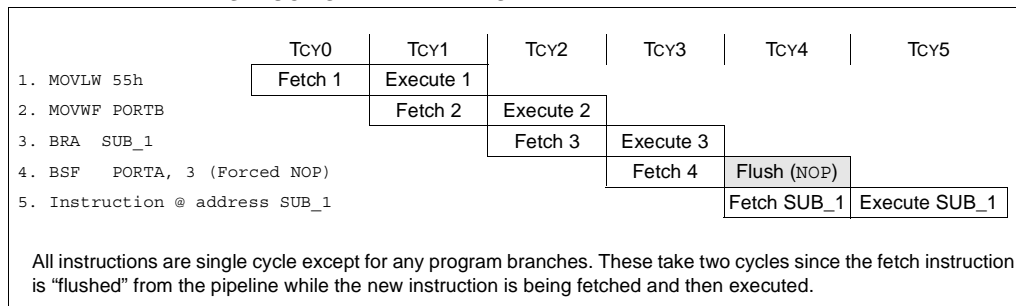 TCY0 TCY1 TCY2 TCY3 TCY4 TCY5
1. MOVLW 55h Fetch 1 Execute 1
2. MOVWF PORTB Fetch 2 Execute 2
3. BRA SUB_1 Fetch 3 Execute 3
4. BSF PORTA, 3 (Forced NOP) Fetch 4 Flush (NOP)
5. Instruction @ address SUB_1 Fetch SUB_1 Execute SUB_1
All instructions are single cycle except for any program branches. These take two cycles since the fetch instruction
is “flushed” from the pipeline while the new instruction is being fetched and then executed.